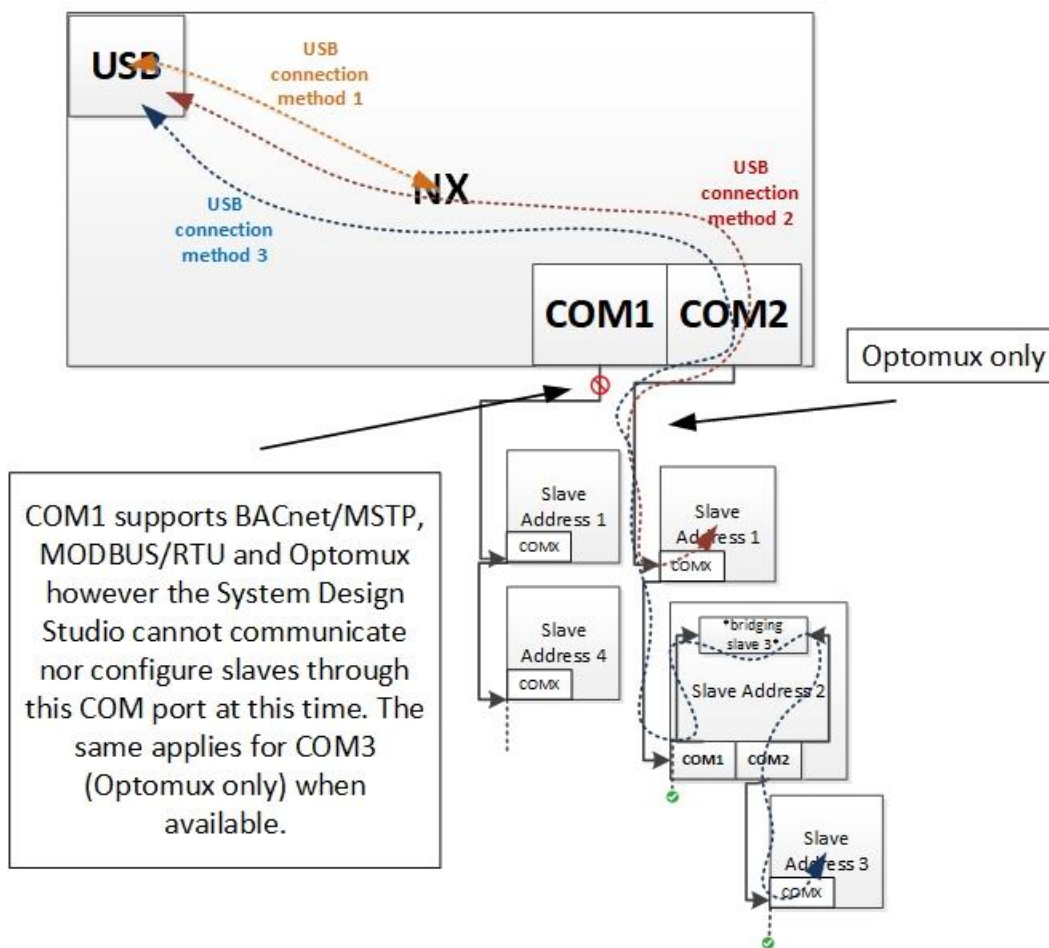 USB
USB
connection
method 1
NX
USB
connection
method 2
USB
connection
method 3
COM1
COM2
Optomux only
COM1 supports BACnet/MSTP,
MODBUS/RTU and Optomux
however the System Design
Studio cannot communicate
nor configure slaves through
this COM port at this time. The
same applies for COM3
(Optomux only) when
available.
Slave
Address 1
COMX
Slave
Address 4
COMX
Slave
Address 1
COMX
*bridging
slave 3*
Slave Address 2
COM1
COM2
Slave
Address 3
COMX